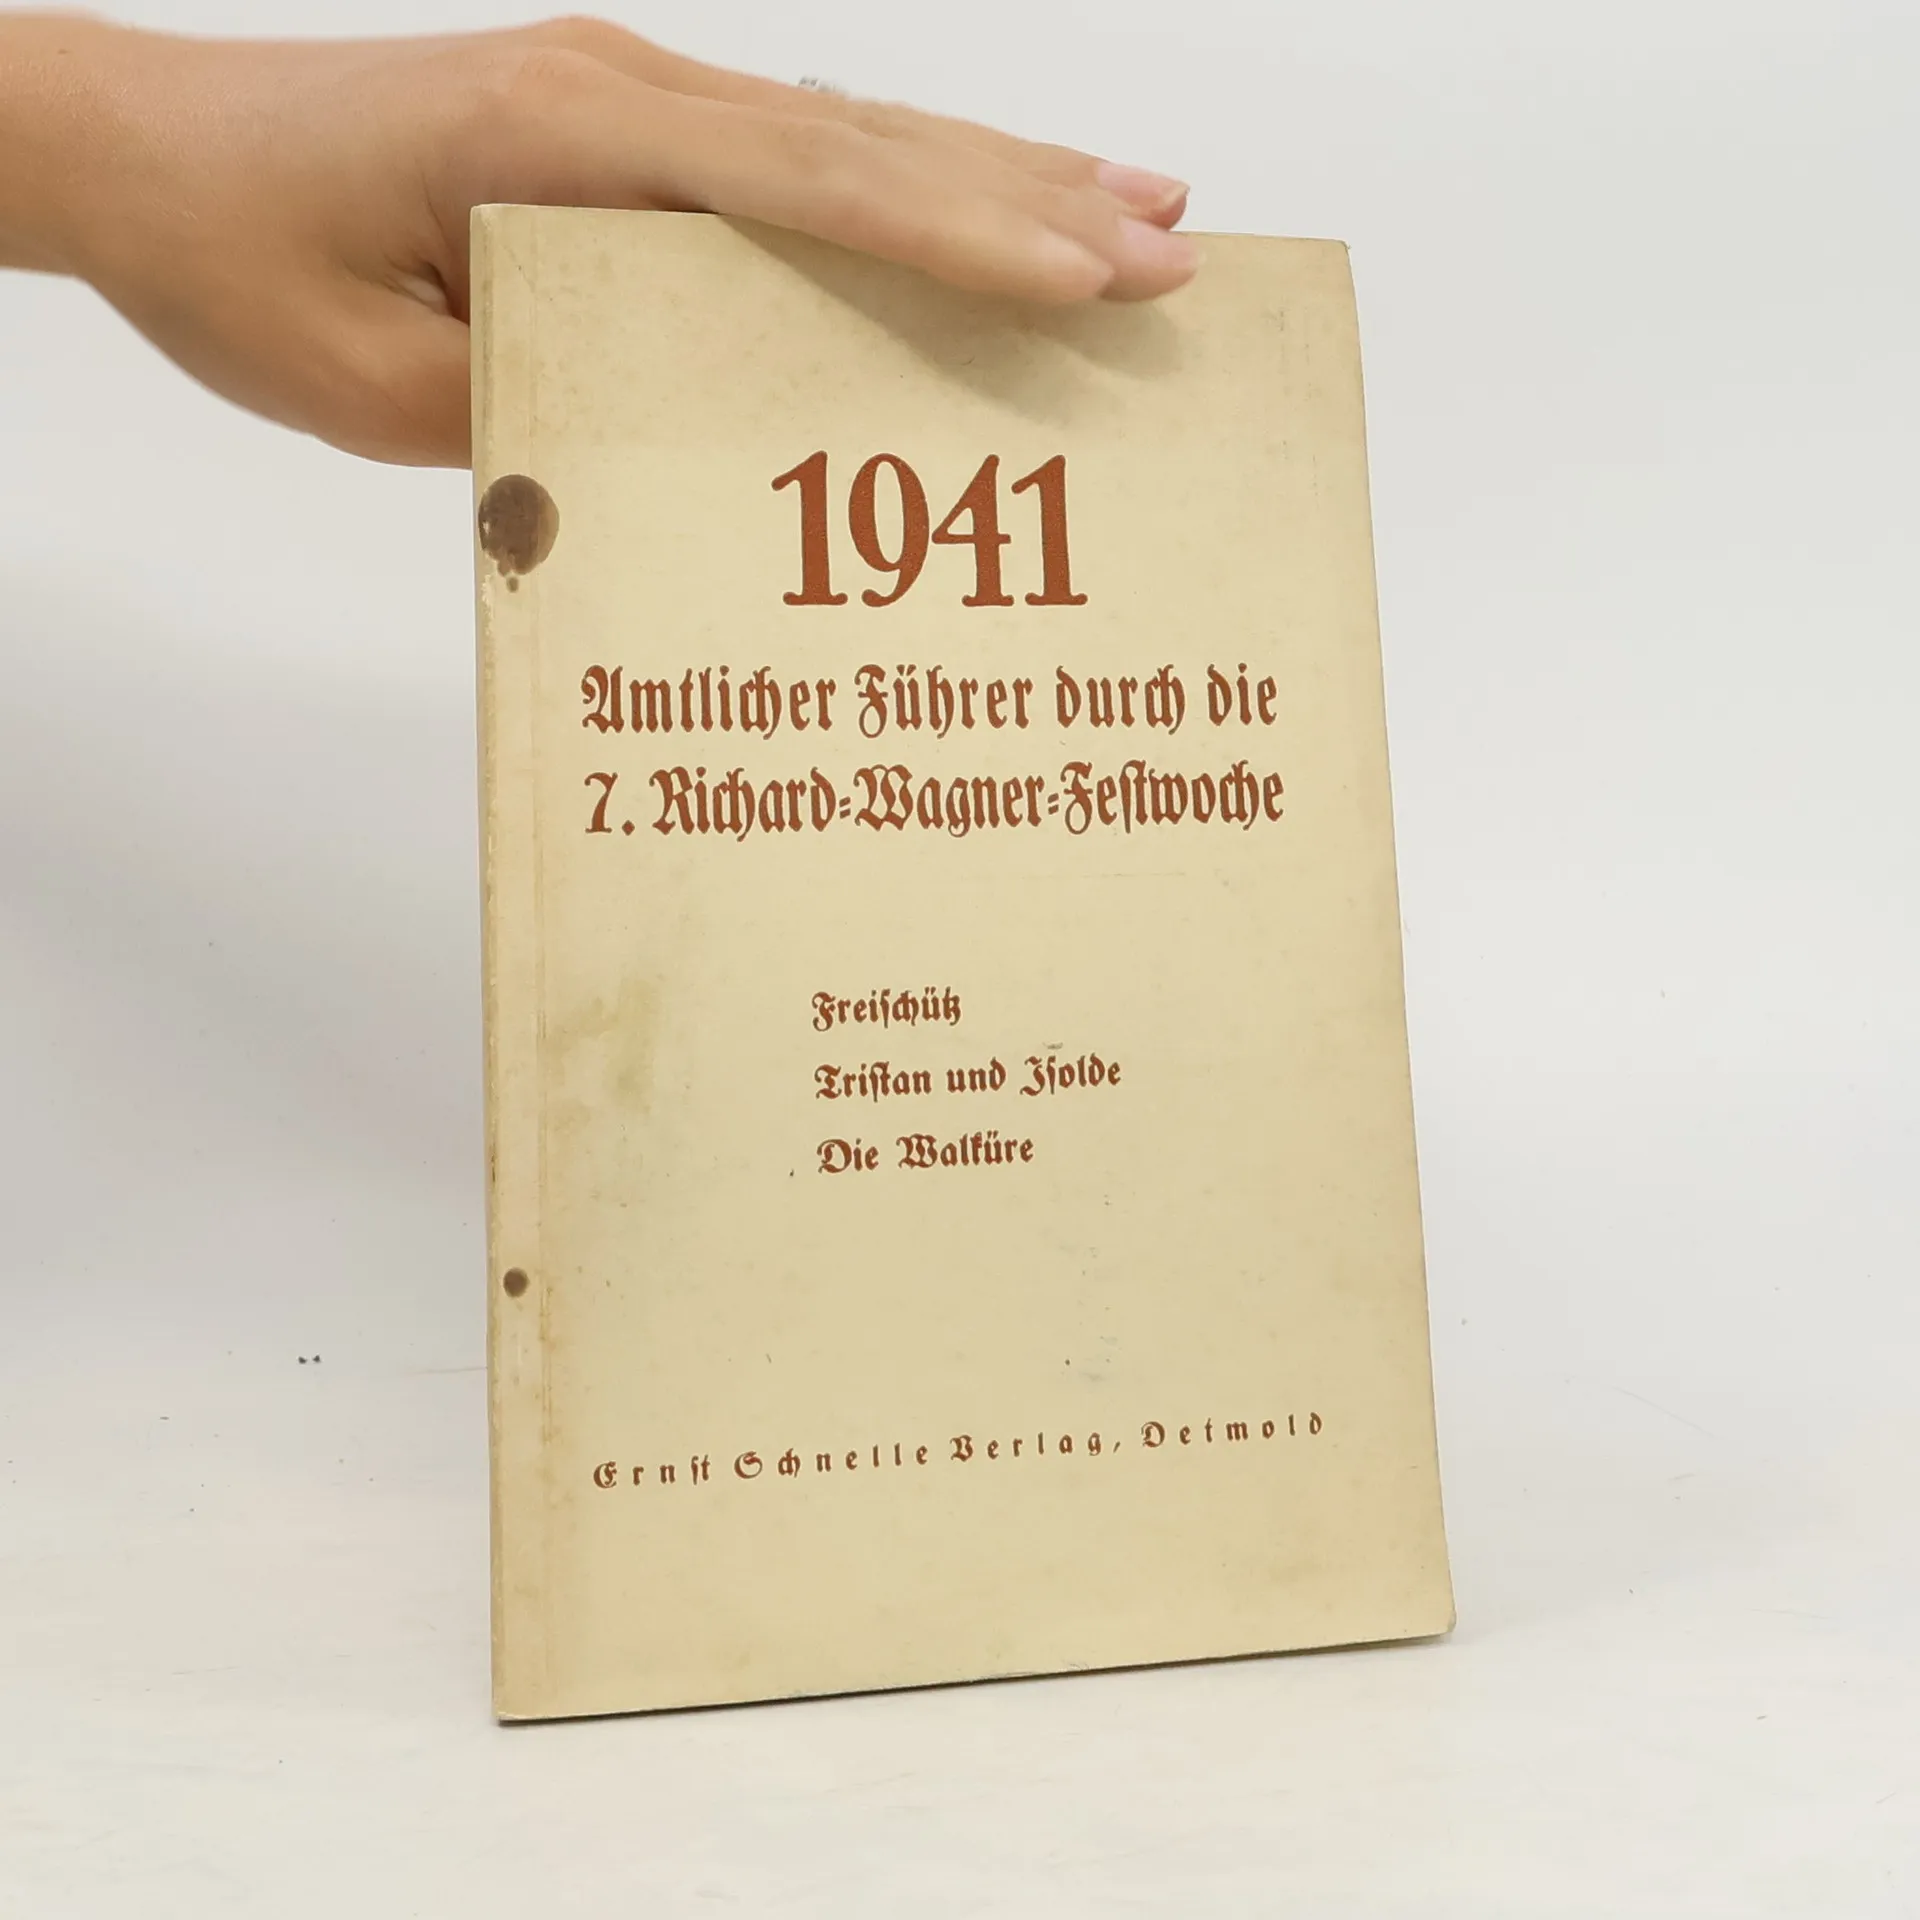 1941
Amtlicher Führer durch die
7. Richard-Wagner-Festwoche
Freischütz
Tristan und Isolde
Die Walküre
Ernst Schnelle Verlag, Detmold